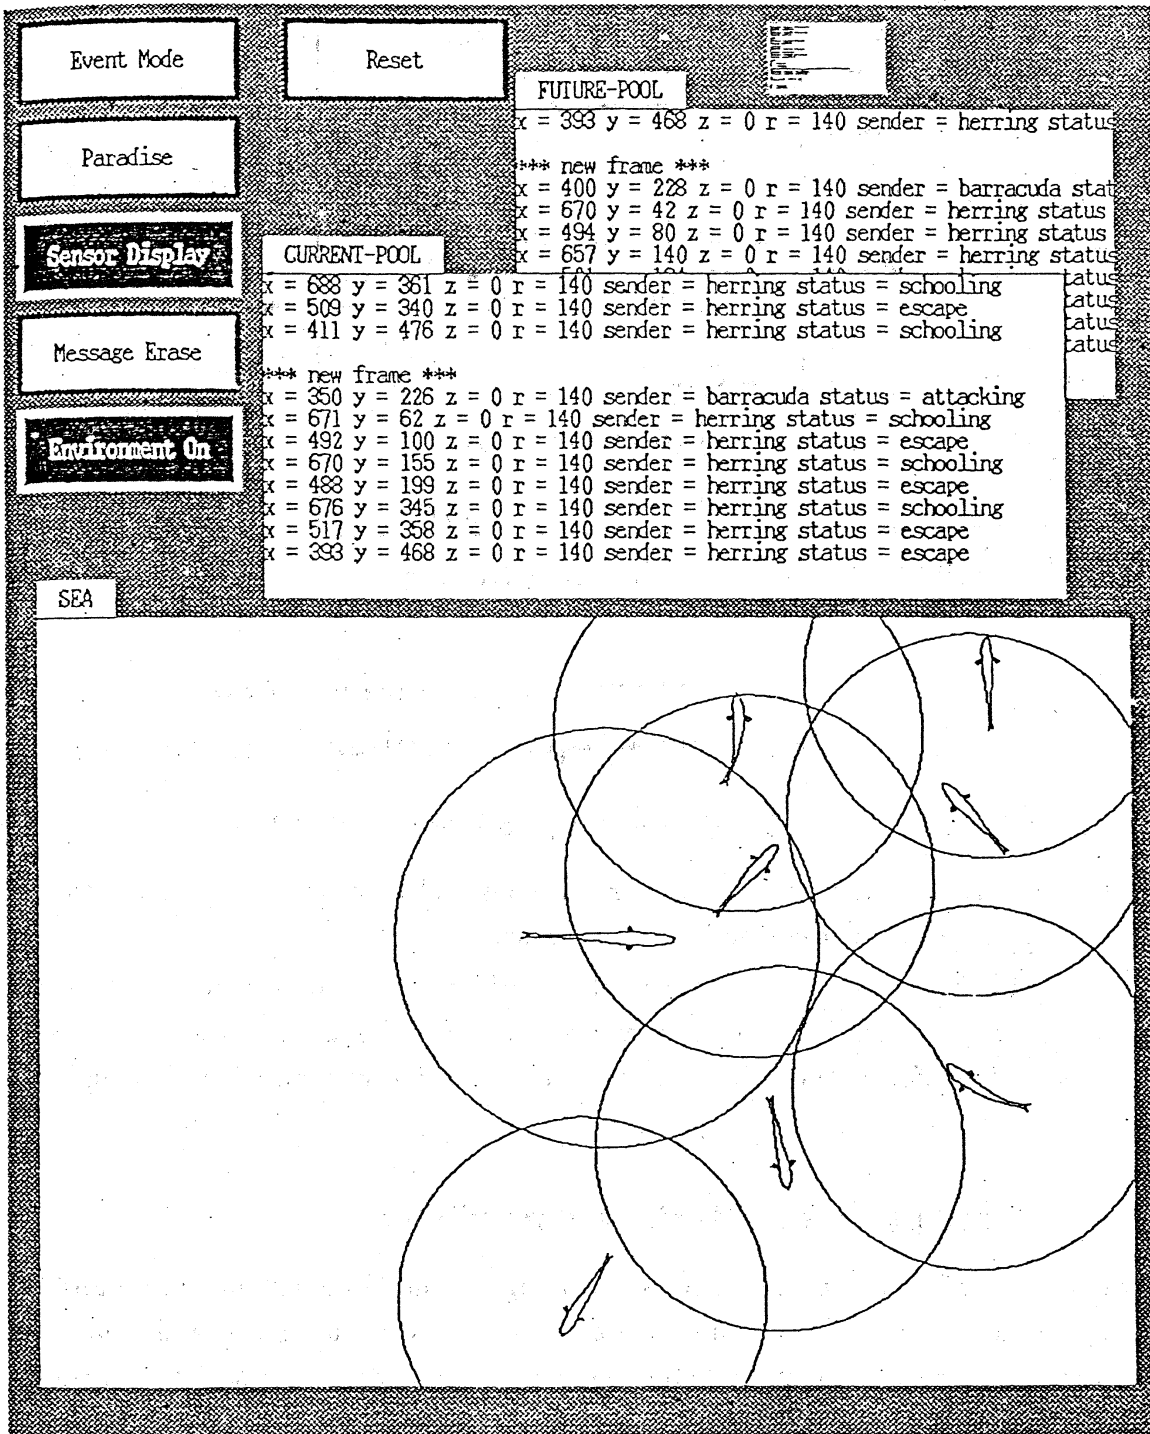 Event Mode
Reset
Paradise
Sensor Display
Message Erase
Environment On
FUTURE-POOL
x = 393 y = 468 z = 0 r = 140 sender = herring status
*** new frame ***
x = 400 y = 228 z = 0 r = 140 sender = barracuda stat
x = 670 y = 42 z = 0 r = 140 sender = herring status
x = 494 y = 80 z = 0 r = 140 sender = herring status
x = 657 y = 140 z = 0 r = 140 sender = herring status
tatus
tatus
tatus
tatus
CURRENT-POOL
x = 688 y = 361 z = 0 r = 140 sender = herring status = schooling
x = 509 y = 340 z = 0 r = 140 sender = herring status = escape
x = 411 y = 476 z = 0 r = 140 sender = herring status = schooling
*** new frame ***
x = 350 y = 226 z = 0 r = 140 sender = barracuda status = attacking
x = 671 y = 62 z = 0 r = 140 sender = herring status = schooling
x = 492 y = 100 z = 0 r = 140 sender = herring status = escape
x = 670 y = 155 z = 0 r = 140 sender = herring status = schooling
x = 488 y = 199 z = 0 r = 140 sender = herring status = escape
x = 676 y = 345 z = 0 r = 140 sender = herring status = schooling
x = 517 y = 358 z = 0 r = 140 sender = herring status = escape
x = 393 y = 468 z = 0 r = 140 sender = herring status = escape
SEA